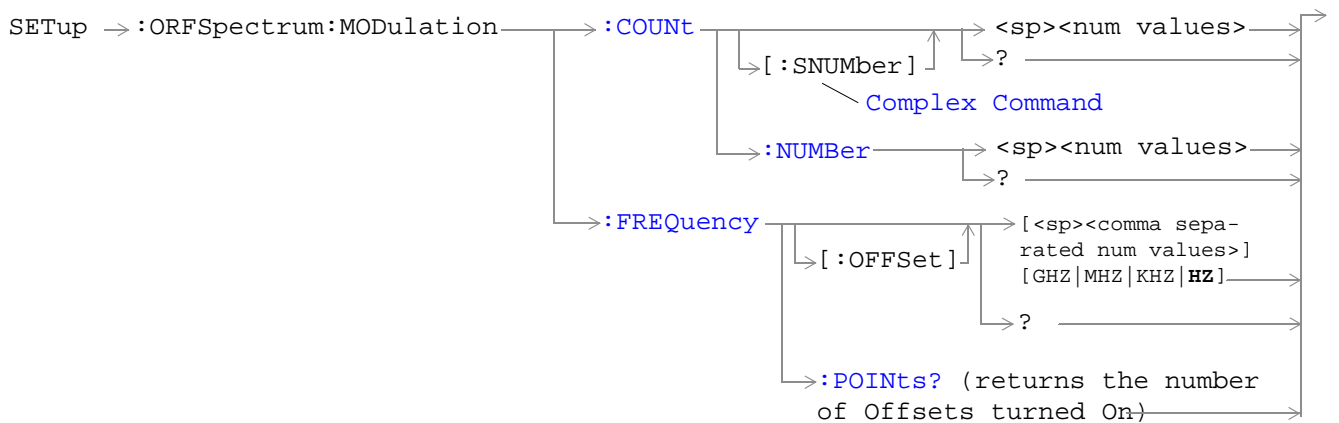 SETup :ORFSpectrum:MODulation :COUNt <sp><num values>
[:SNUMber] ?
Complex Command
:NUMBer <sp><num values>
?
:FREQuency [<sp><comma sepa-
rated num values>]
[:OFFSet]
[GHZ|MHZ|KHZ|HZ]
?
:POINts? (returns the number
of Offsets turned On)